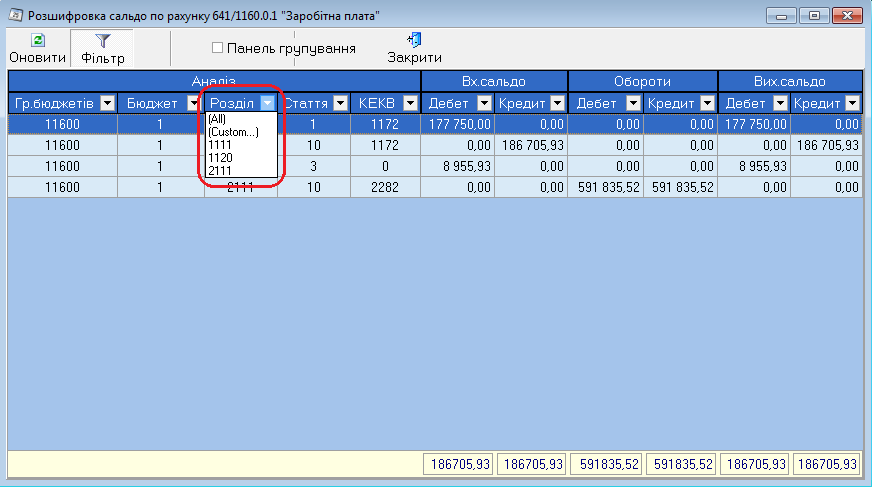 Розшифровка сальдо по рахунку 641/1160.0.1 "Заробітна плата"
Оновити Фільтр Панель групування Закрити
Аналіз Вх.сальдо Обороти Вих.сальдо
Гр.бюджетів Бюджет Розділ Стаття КЕКВ Дебет Кредит Дебет Кредит Дебет Кредит
11600 1 1 1172 177 750,00 0,00 0,00 0,00 177 750,00 0,00
11600 1 10 1172 0,00 186 705,93 0,00 0,00 0,00 186 705,93
11600 1 3 0 8 955,93 0,00 0,00 0,00 8 955,93 0,00
11600 1 2111 10 2282 0,00 0,00 591 835,52 591 835,52 0,00 0,00
(All)
(Custom...)
1111
1120
2111
186705,93 186705,93 591835,52 591835,52 186705,93 186705,93